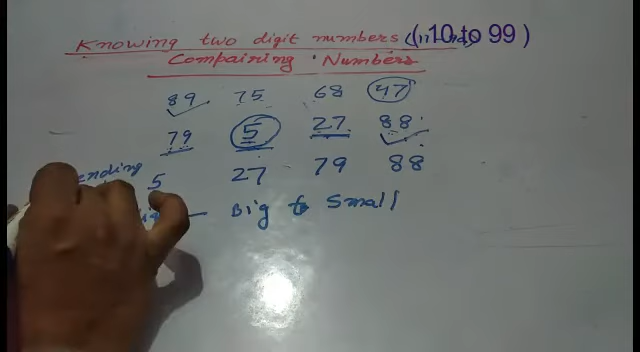 Knowing two digit numbers ( 10 to 99 )
Compairing Numbers
89 75 68 47
79 5 27 88
5 27 79 88
— Big to Small